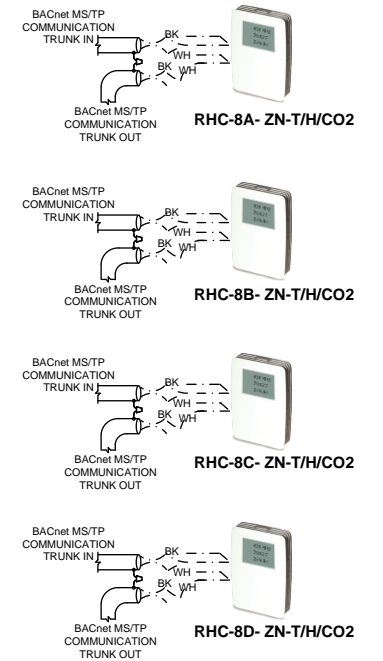 BACnet MS/TP
COMMUNICATION
TRUNK IN
BK
WH
BK
WH
BACnet MS/TP
COMMUNICATION
TRUNK OUT
RHC-8A- ZN-T/H/CO2
BACnet MS/TP
COMMUNICATION
TRUNK IN
BK
WH
BK
WH
BACnet MS/TP
COMMUNICATION
TRUNK OUT
RHC-8B- ZN-T/H/CO2
BACnet MS/TP
COMMUNICATION
TRUNK IN
BK
WH
BK
WH
BACnet MS/TP
COMMUNICATION
TRUNK OUT
RHC-8C- ZN-T/H/CO2
BACnet MS/TP
COMMUNICATION
TRUNK IN
BK
WH
BK
WH
BACnet MS/TP
COMMUNICATION
TRUNK OUT
RHC-8D- ZN-T/H/CO2